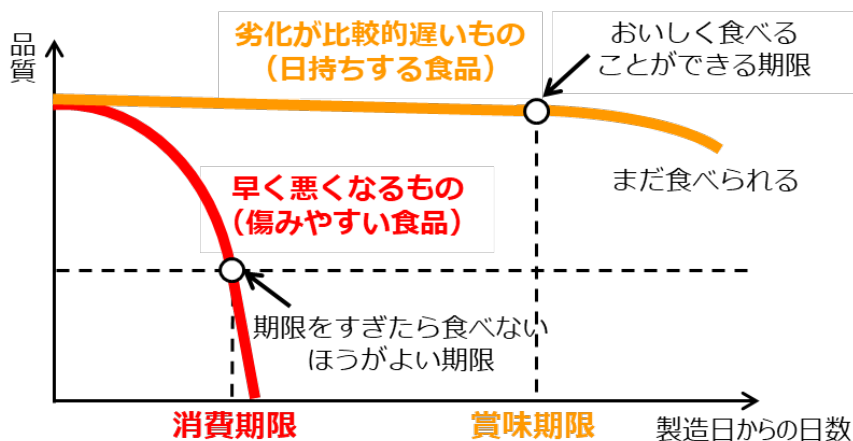 品質
劣化が比較的遅いもの
（日持ちする食品）
おいしく食べる
ことができる期限
まだ食べられる
早く悪くなるもの
（傷みやすい食品）
期限をすぎたら食べない
ほうがよい期限
消費期限
賞味期限
製造日からの日数